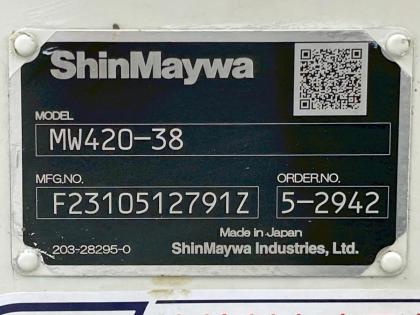 ShinMaywa
MODEL
MW420-38
MFG.NO. ORDER.NO.
F2310512791Z 5-2942
Made in Japan
203-28295-0 ShinMaywa Industries, Ltd.